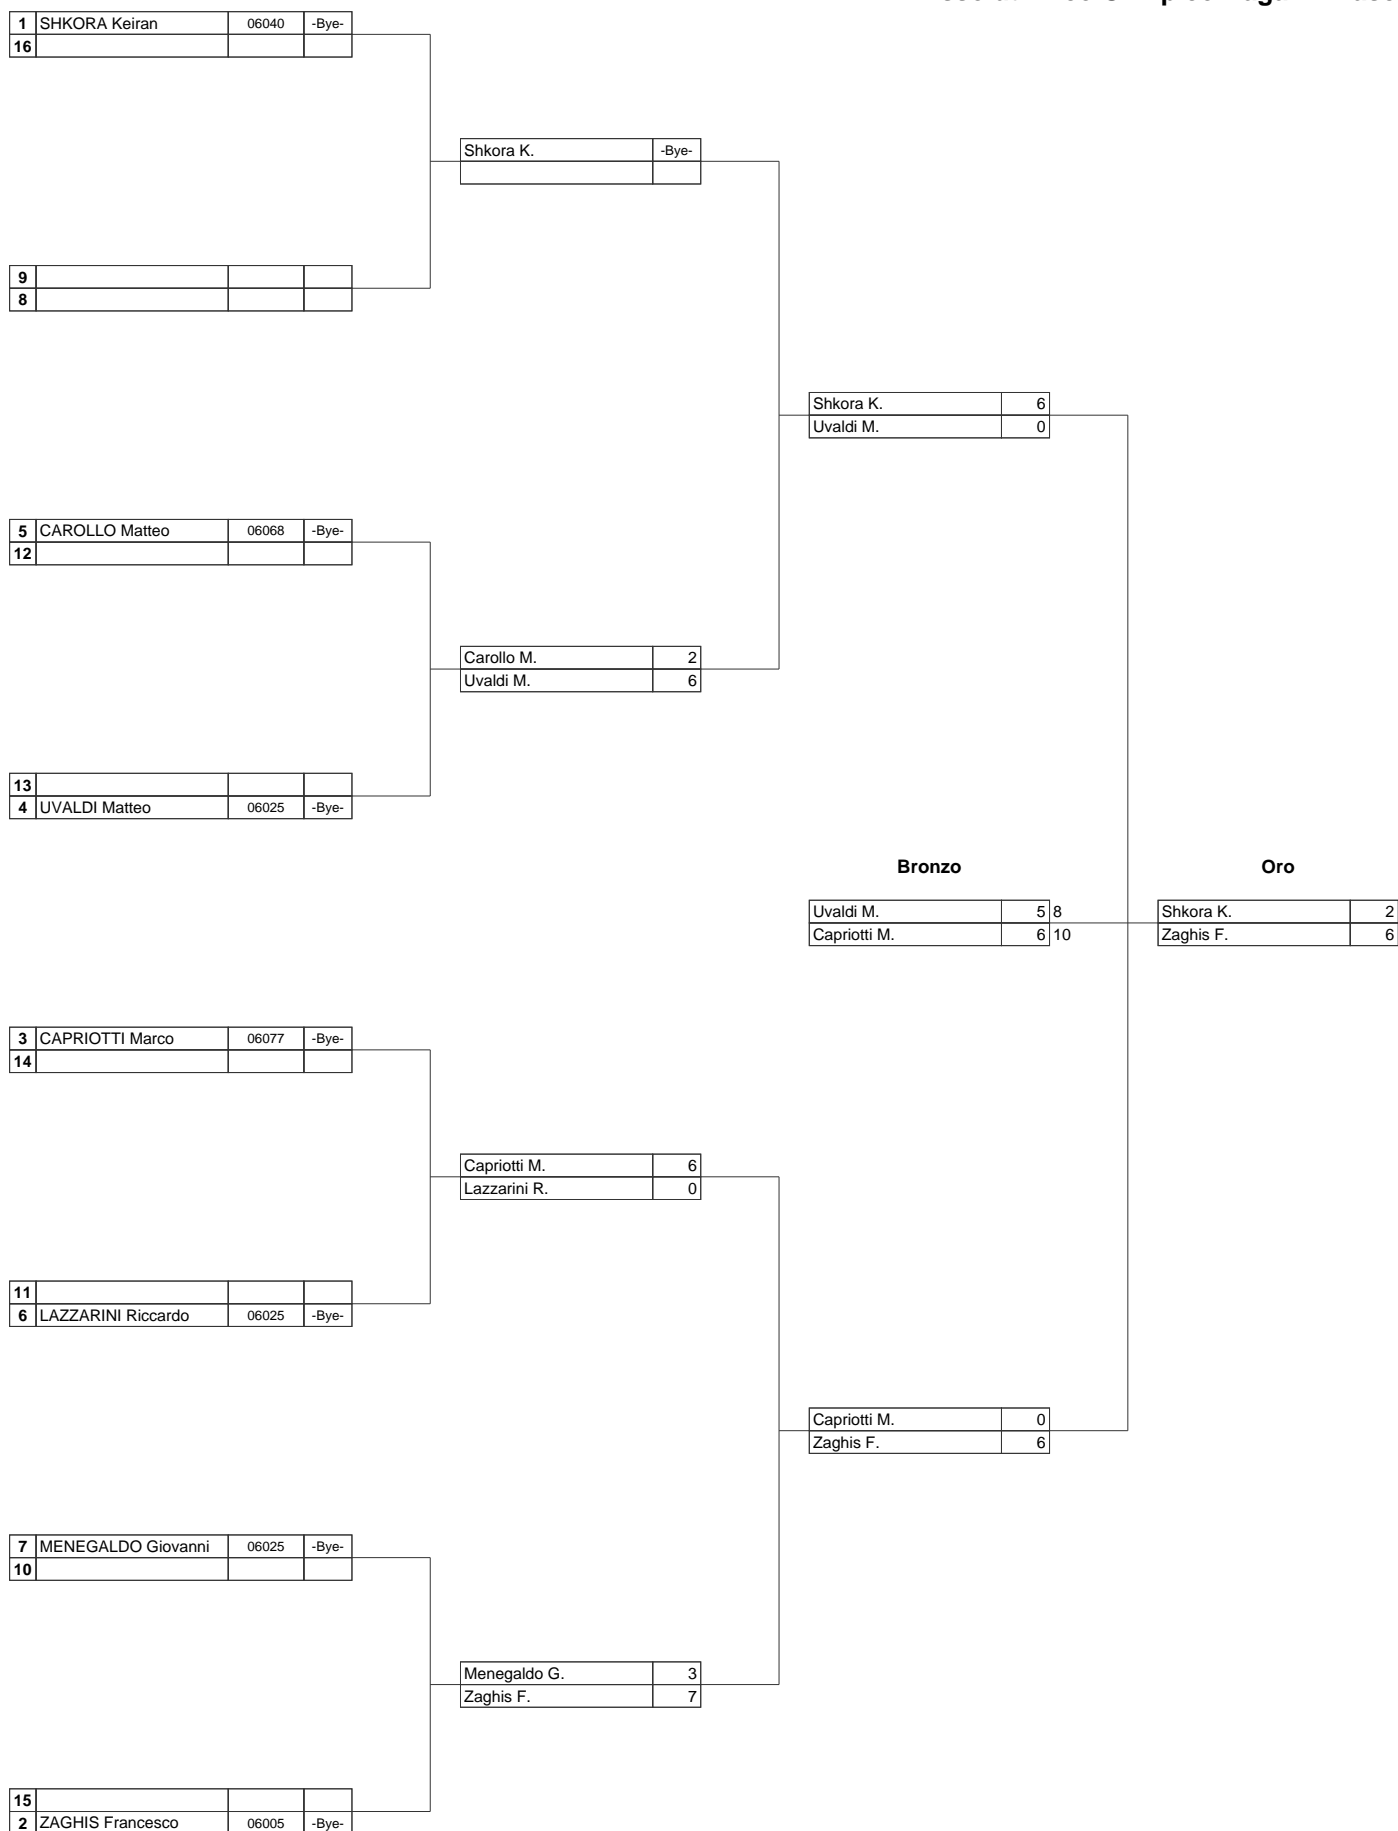 1 SHKORA Keiran 06040 -Bye-
16
Shkora K. -Bye-
9
8
Shkora K. 6
Uvaldi M. 0
5 CAROLLO Matteo 06068 -Bye-
12
Carollo M. 2
Uvaldi M. 6
13
4 UVALDI Matteo 06025 -Bye-
Bronzo Oro
Uvaldi M. 5 8 Shkora K. 2
Capriotti M. 6 10 Zaghis F. 6
3 CAPRIOTTI Marco 06077 -Bye-
14
Capriotti M. 6
Lazzarini R. 0
11
6 LAZZARINI Riccardo 06025 -Bye-
Capriotti M. 0
Zaghis F. 6
7 MENEGALDO Giovanni 06025 -Bye-
10
Menegaldo G. 3
Zaghis F. 7
15
2 ZAGHIS Francesco 06005 -Bye-